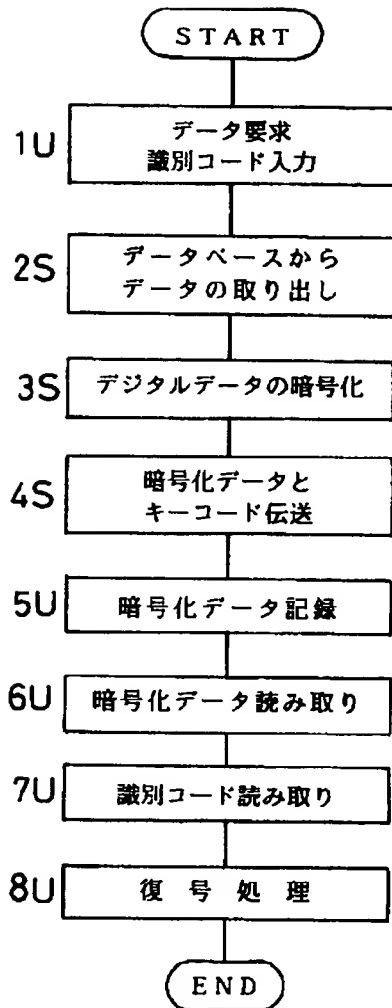 START
1U
データ要求
識別コード入力
2S
データベースから
データの取り出し
3S
デジタルデータの暗号化
4S
暗号化データと
キーコード伝送
5U
暗号化データ記録
6U
暗号化データ読み取り
7U
識別コード読み取り
8U
復号処理
END